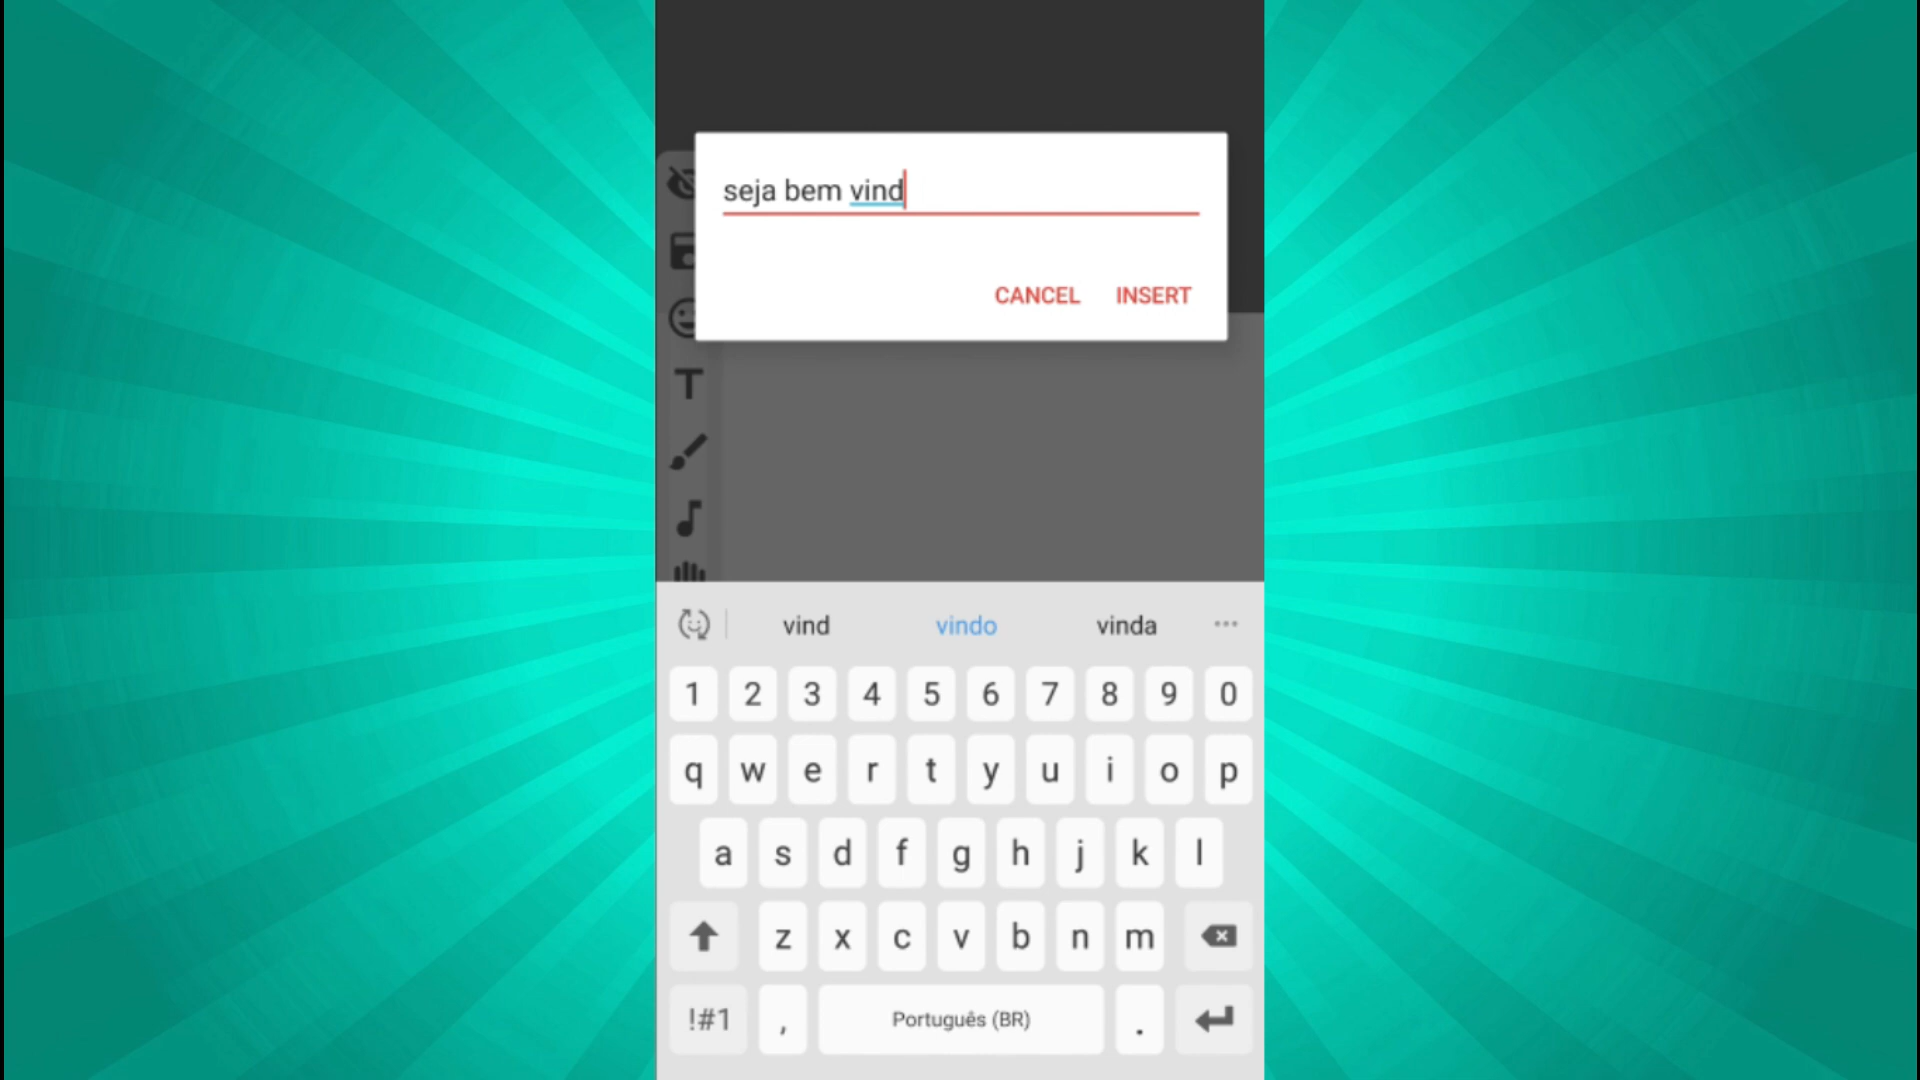 seja bem vind
CANCEL INSERT
T
vind vindo vinda ...
1 2 3 4 5 6 7 8 9 0
q w e r t y u i o p
a s d f g h j k l
z x c v b n m
!#1 , Português (BR) .